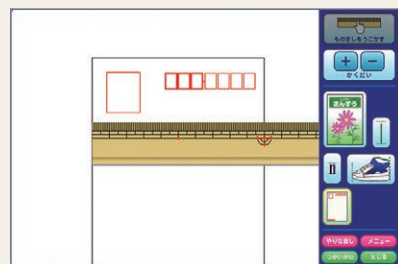 ものさしをうごかす
＋ −
かくだい
さんすう
やりなおし メニュー
つかいかた とじる